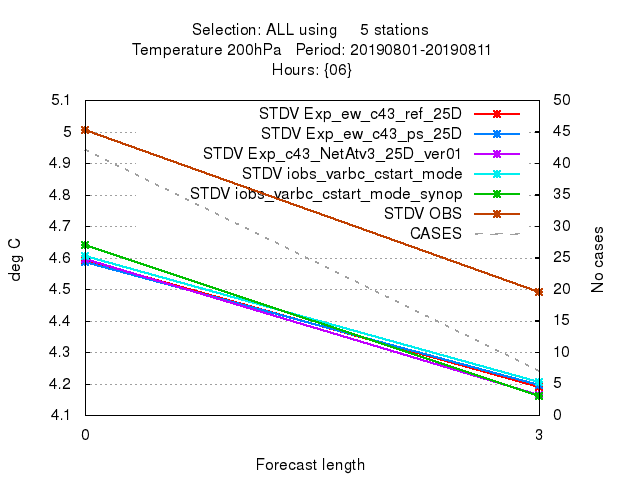 Selection: ALL using     5 stations
Temperature 200hPa   Period: 20190801-20190811
Hours: {06}
STDV Exp_ew_c43_ref_25D
STDV Exp_ew_c43_ps_25D
STDV Exp_c43_NetAtv3_25D_ver01
STDV iobs_varbc_cstart_mode
STDV iobs_varbc_cstart_mode_synop
STDV OBS
CASES
deg C
5.1
5
4.9
4.8
4.7
4.6
4.5
4.4
4.3
4.2
4.1
50
45
40
35
30
25
20
15
10
5
0
No cases
0
3
Forecast length